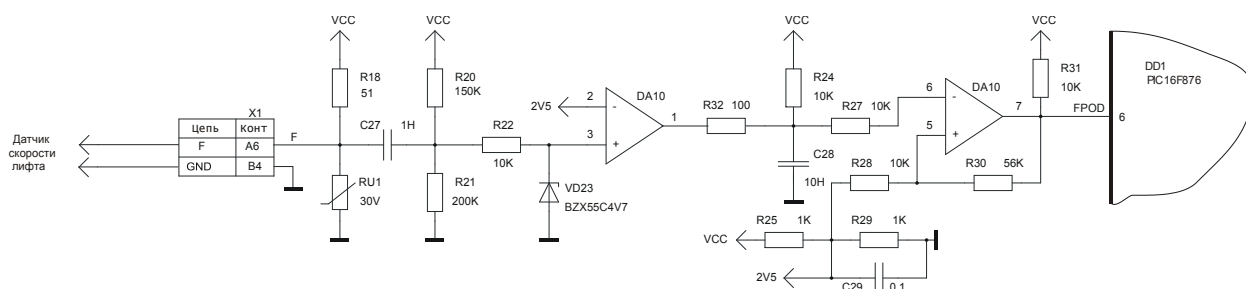 VCC
VCC
VCC
VCC
R18
51
R20
150K
R24
10K
R31
10K
DD1
PIC16F876
X1
Цепь
Конт
F
A6
GND
B4
Датчик
скорости
лифта
F
C27
1H
R22
10K
2V5
2
3
-
+
DA10
1
R32
100
R27
10K
6
5
-
+
DA10
7
FPOD
6
RU1
30V
R21
200K
VD23
BZX55C4V7
C28
10H
R28
10K
R30
56K
VCC
R25
1K
R29
1K
2V5
C29
0,1